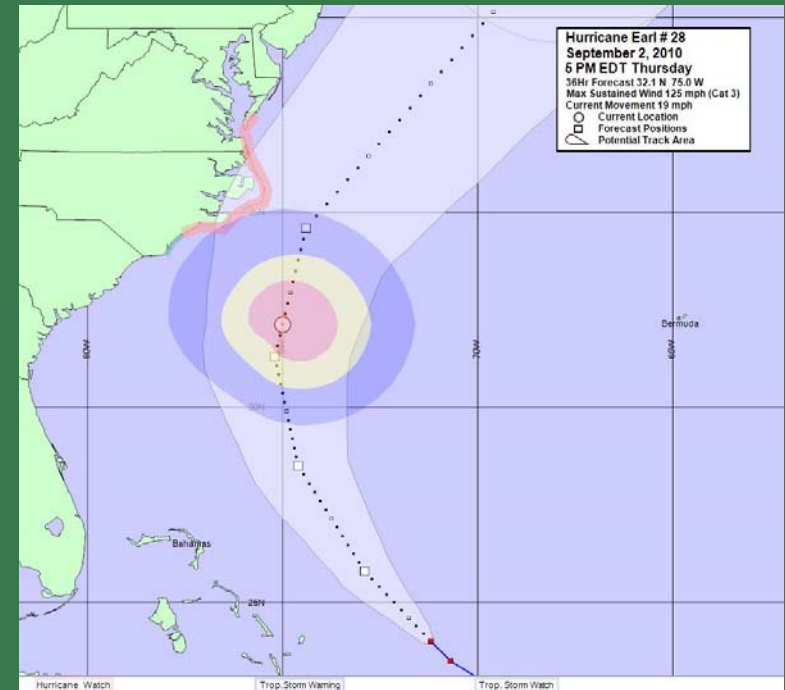 Hurricane Earl # 28
September 2, 2010
5 PM EDT Thursday
36Hr Forecast 32.1 N 75.0 W
Max Sustained Wind 125 mph (Cat 3)
Current Movement 19 mph
Current Location
Forecast Positions
Potential Track Area
Bermuda
80W
70W
Bahamas
Hurricane Watch
Trop.Storm Warning
Trop. Storm Watch